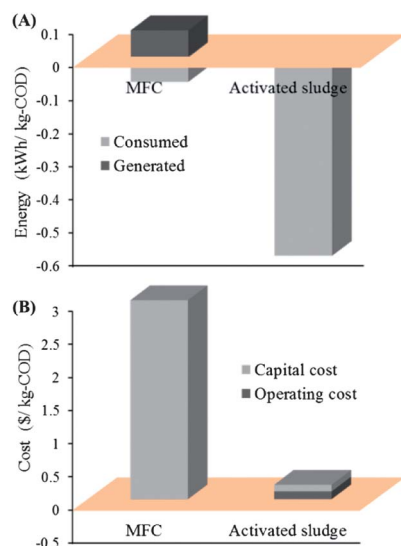 (A)
0.1
0
-0.1
-0.2
-0.3
-0.4
-0.5
-0.6
Energy (kWh/ kg-COD)
MFC
Activated sludge
Consumed
Generated
(B)
3
2.5
2
1.5
1
0.5
0
-0.5
Cost ($/ kg-COD)
Capital cost
Operating cost
MFC
Activated sludge